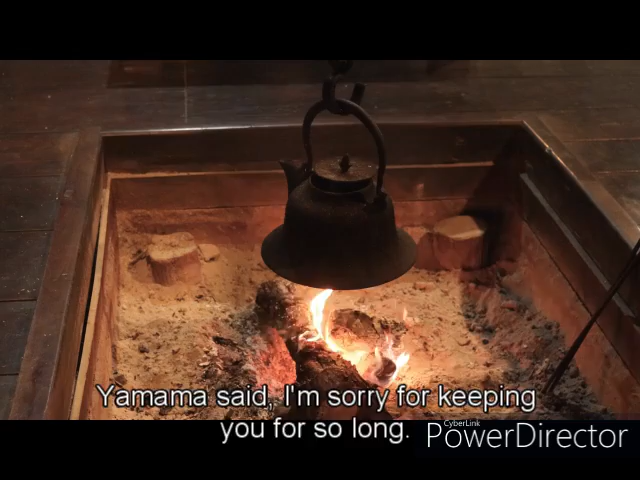 Yamama said, I'm sorry for keeping
you for so long.
CyberLink
PowerDirector